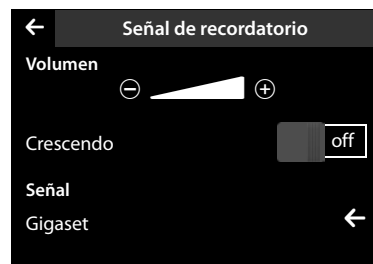 Señal de recordatorio
Volumen
Crescendo off
Señal
Gigaset